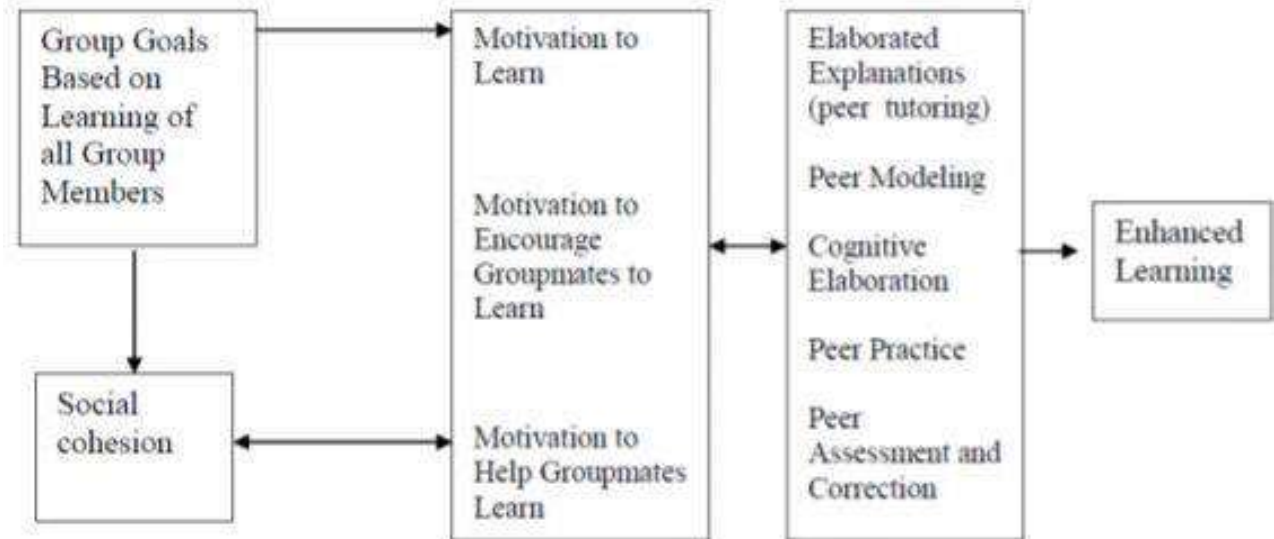 Group Goals
Based on
Learning of
all Group
Members
Social
cohesion
Motivation to
Learn
Motivation to
Encourage
Groupmates to
Learn
Motivation to
Help Groupmates
Learn
Elaborated
Explanations
(peer tutoring)
Peer Modeling
Cognitive
Elaboration
Peer Practice
Peer
Assessment and
Correction
Enhanced
Learning